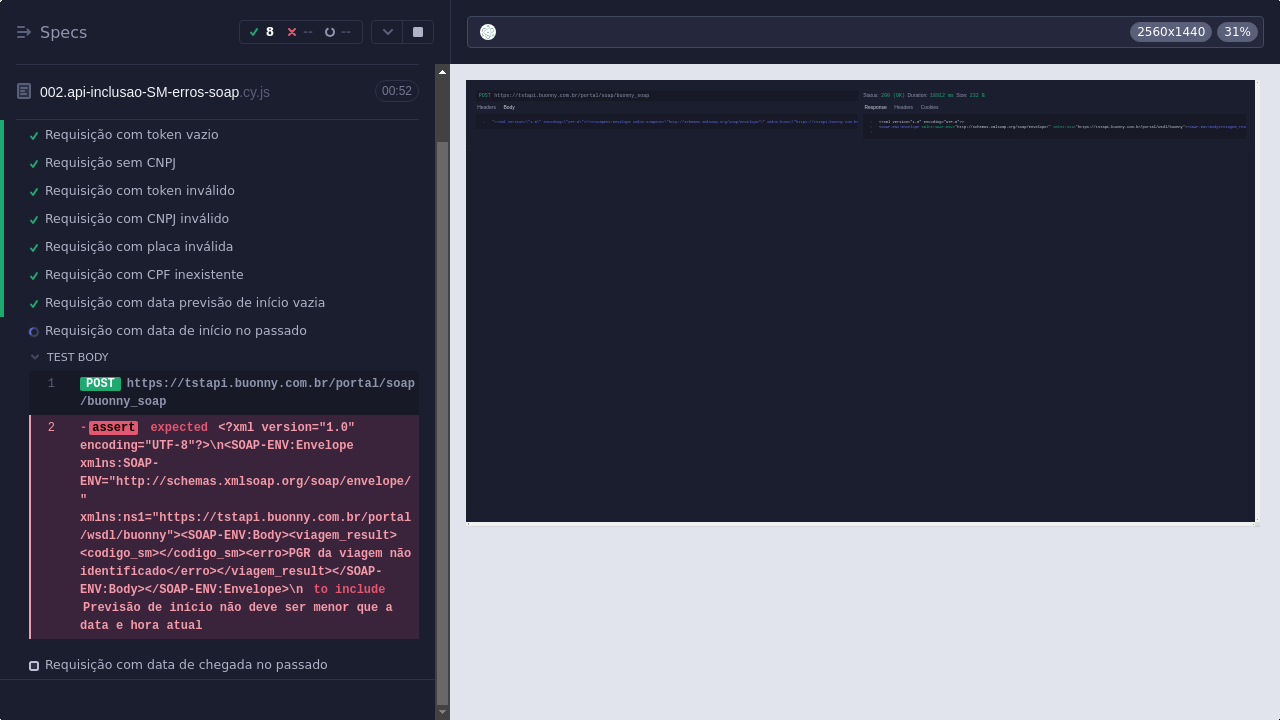 Specs
8
--
--
2560x1440
31%
002.api-inclusao-SM-erros-soap.cy.js
00:52
Requisição com token vazio
Requisição sem CNPJ
Requisição com token inválido
Requisição com CNPJ inválido
Requisição com placa inválida
Requisição com CPF inexistente
Requisição com data previsão de início vazia
Requisição com data de início no passado
TEST BODY
1 POST https://tstapi.buonny.com.br/portal/soap
/buonny_soap
2 -assert expected <?xml version="1.0"
encoding="UTF-8"?>\n<SOAP-ENV:Envelope
xmlns:SOAP-
ENV="http://schemas.xmlsoap.org/soap/envelope/
"
xmlns:ns1="https://tstapi.buonny.com.br/portal
/wsdl/buonny"><SOAP-ENV:Body><viagem_result>
<codigo_sm></codigo_sm><erro>PGR da viagem não
identificado</erro></viagem_result></SOAP-
ENV:Body></SOAP-ENV:Envelope>\n to include
Previsão de início não deve ser menor que a
data e hora atual
Requisição com data de chegada no passado
POST https://tstapi.buonny.com.br/portal/soap/buonny_soap
Headers Body
Status: 200 (OK) Duration: Size:
Response Headers Cookies